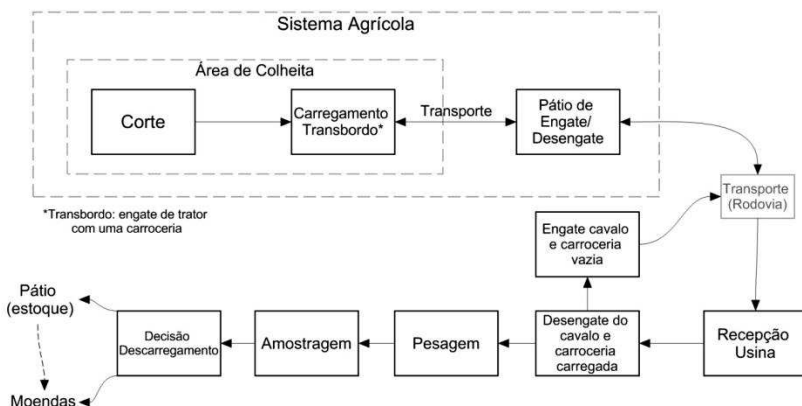 Sistema Agrícola
Área de Colheita
Corte
Carregamento
Transbordo*
Transporte
Pátio de
Engate/
Desengate
Transporte
(Rodovia)
*Transbordo: engate de trator
com uma carroceria
Engate cavalo
e carroceria
vazia
Pátio
(estoque)
Moendas
Decisão
Descarregamento
Amostragem
Pesagem
Desengate do
cavalo e
carroceria
carregada
Recepção
Usina